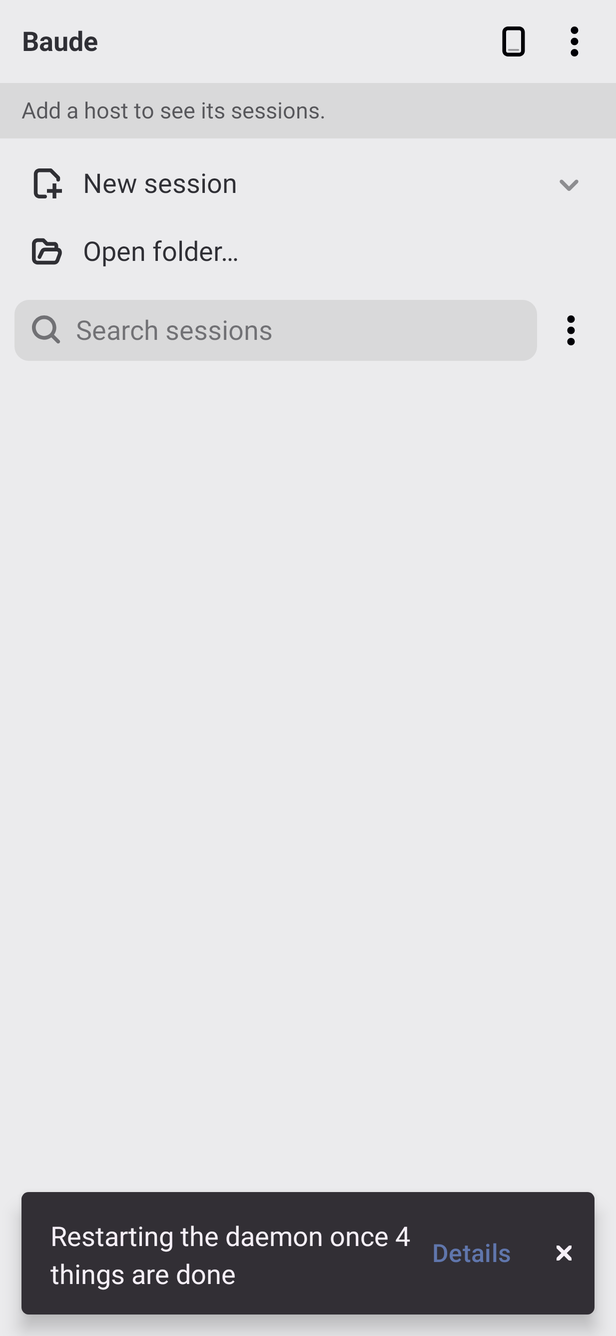 Baude
Add a host to see its sessions.
New session
Open folder…
Search sessions
Restarting the daemon once 4
things are done
Details